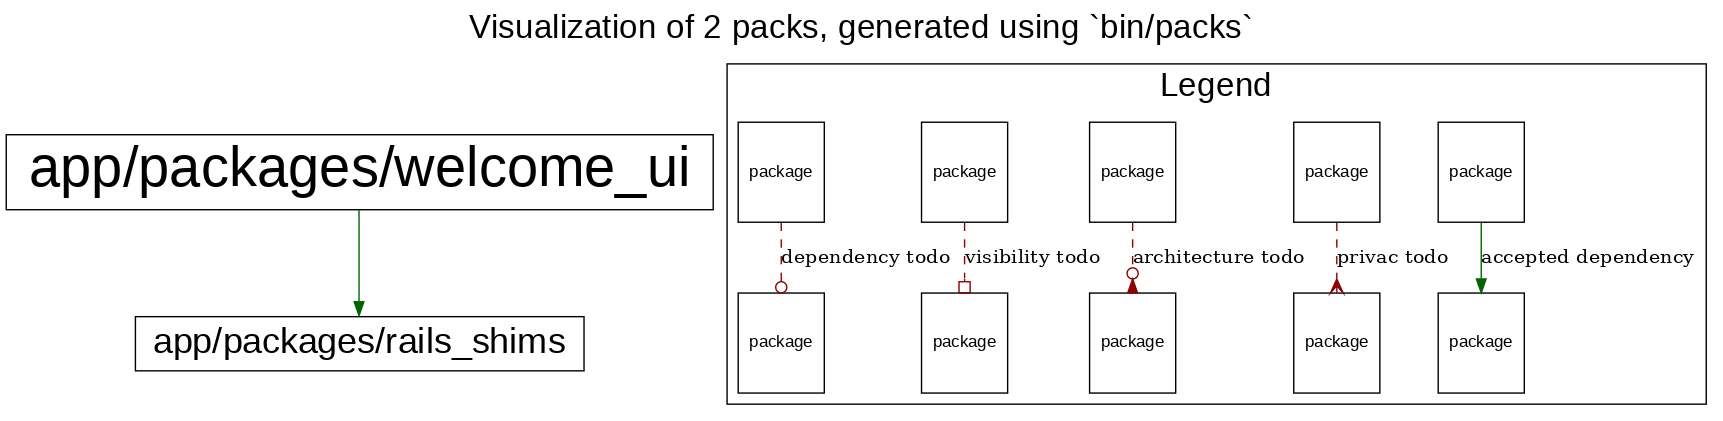 Visualization of 2 packs, generated using `bin/packs`
app/packages/welcome_ui
app/packages/rails_shims
Legend
package
package
package
package
package
dependency todo
visibility todo
architecture todo
privac todo
accepted dependency
package
package
package
package
package